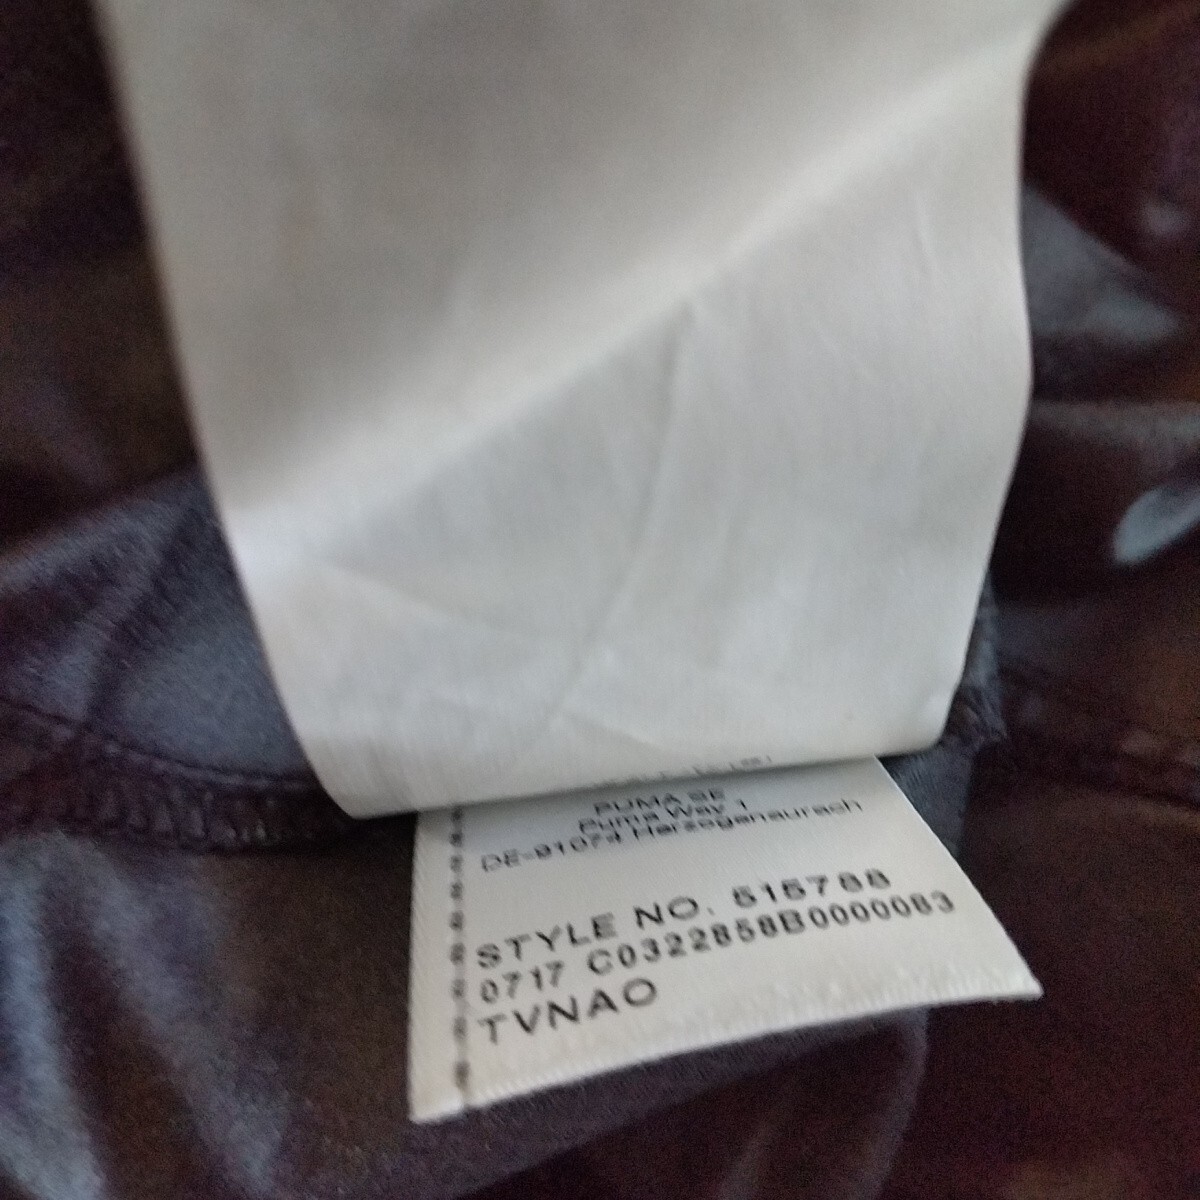 PUMA SE
Puma Way 1
DE-91074 Herzogenaurach
STYLE NO. 515788
0717 C0322858B0000083
TVNAO